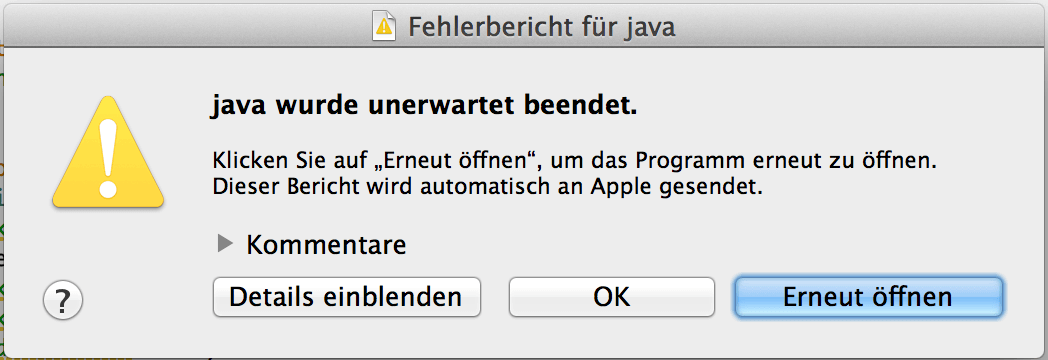 Fehlerbericht für java
java wurde unerwartet beendet.
Klicken Sie auf „Erneut öffnen“, um das Programm erneut zu öffnen.
Dieser Bericht wird automatisch an Apple gesendet.
Kommentare
?
Details einblenden
OK
Erneut öffnen